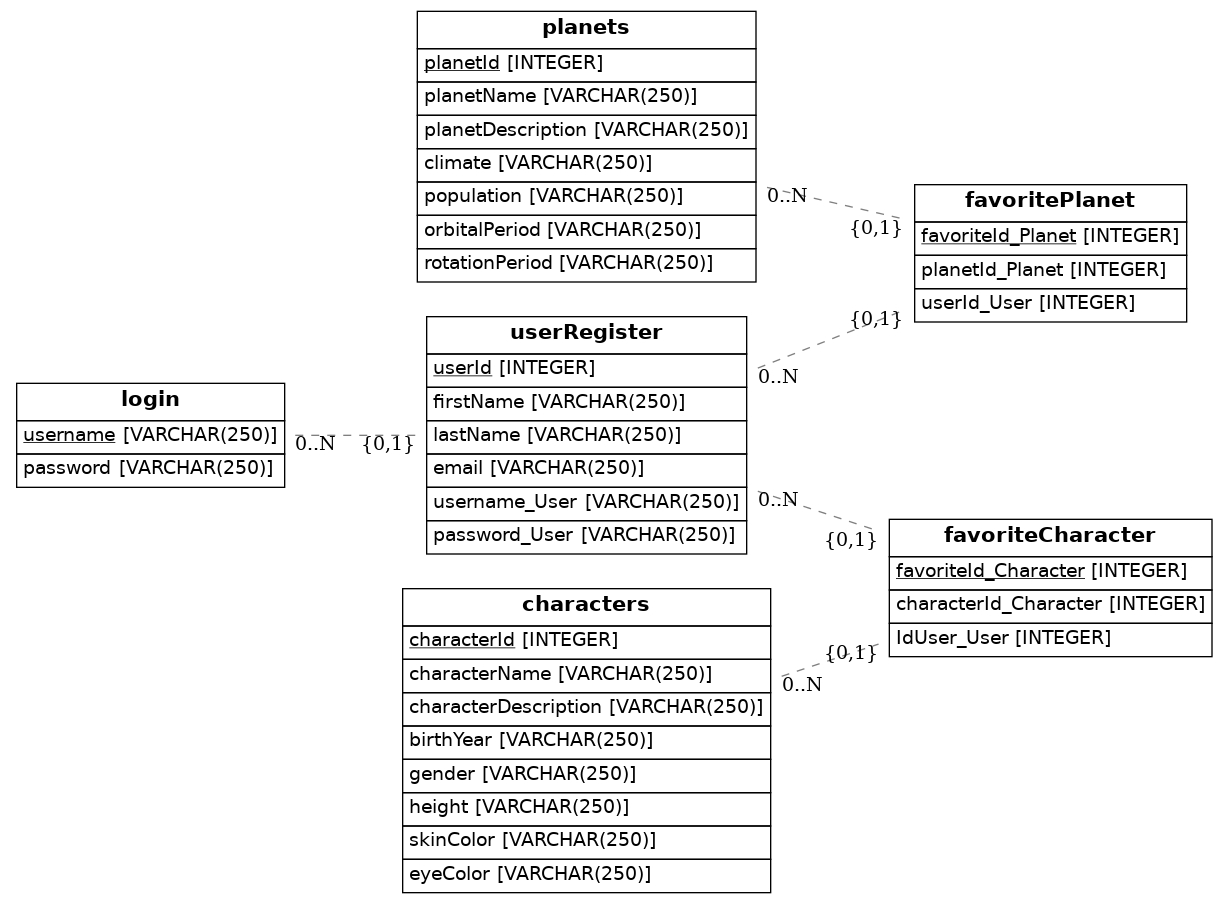 planets
planetId [INTEGER]
planetName [VARCHAR(250)]
planetDescription [VARCHAR(250)]
climate [VARCHAR(250)]
population [VARCHAR(250)]
orbitalPeriod [VARCHAR(250)]
rotationPeriod [VARCHAR(250)]
0..N
{0,1}
favoritePlanet
favoriteId_Planet [INTEGER]
planetId_Planet [INTEGER]
userId_User [INTEGER]
{0,1}
0..N
userRegister
userId [INTEGER]
firstName [VARCHAR(250)]
lastName [VARCHAR(250)]
email [VARCHAR(250)]
username_User [VARCHAR(250)]
password_User [VARCHAR(250)]
login
username [VARCHAR(250)]
password [VARCHAR(250)]
0..N
{0,1}
0..N
{0,1}
favoriteCharacter
favoriteId_Character [INTEGER]
characterId_Character [INTEGER]
IdUser_User [INTEGER]
{0,1}
0..N
characters
characterId [INTEGER]
characterName [VARCHAR(250)]
characterDescription [VARCHAR(250)]
birthYear [VARCHAR(250)]
gender [VARCHAR(250)]
height [VARCHAR(250)]
skinColor [VARCHAR(250)]
eyeColor [VARCHAR(250)]